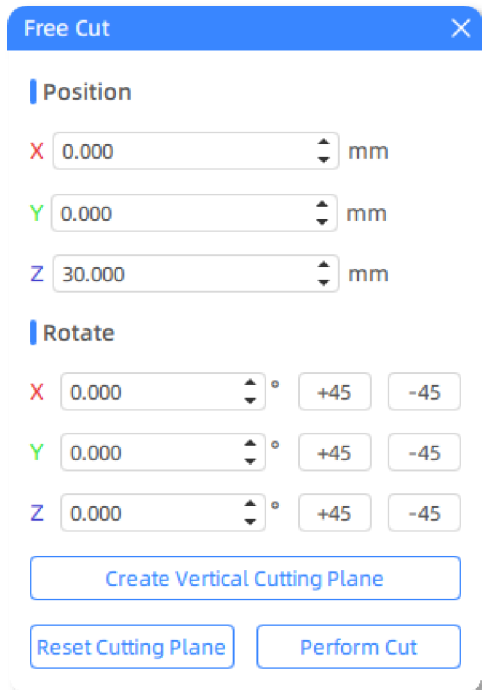 Free Cut
Position
X 0.000 mm
Y 0.000 mm
Z 30.000 mm
Rotate
X 0.000 ° +45 -45
Y 0.000 ° +45 -45
Z 0.000 ° +45 -45
Create Vertical Cutting Plane
Reset Cutting Plane Perform Cut